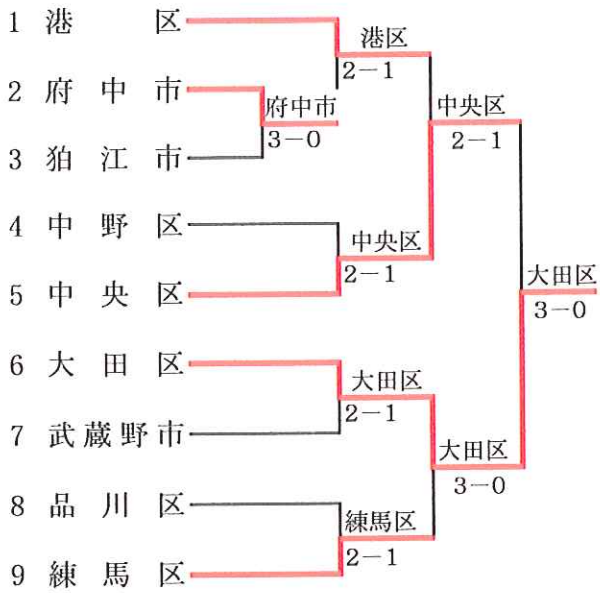 1 港区
港区
2-1
2 府中市
府中市
3-0
3 狛江市
中央区
2-1
4 中野区
中央区
2-1
5 中央区
大田区
3-0
6 大田区
大田区
2-1
7 武蔵野市
大田区
3-0
8 品川区
練馬区
2-1
9 練馬区